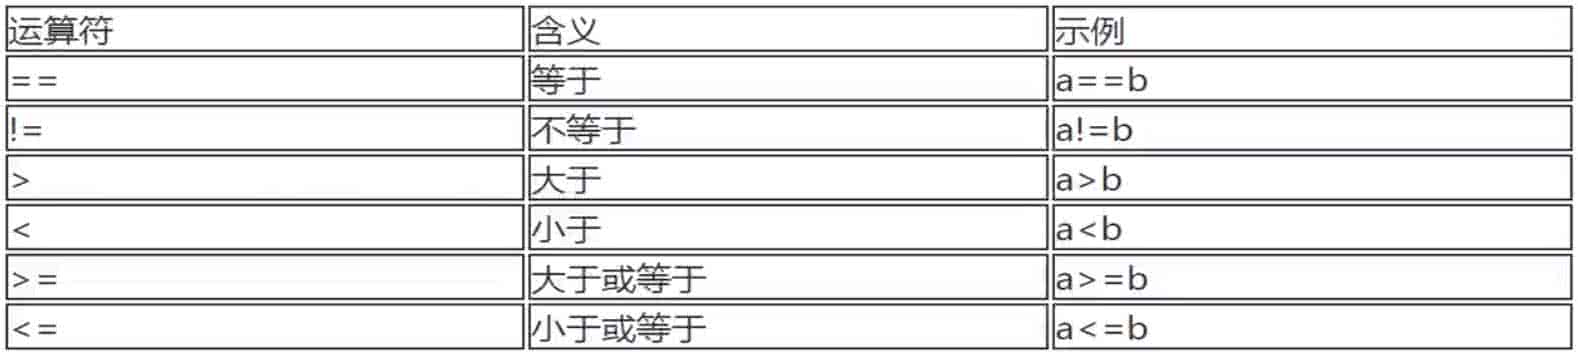 运算符 含义 示例
== 等于 a==b
!= 不等于 a!=b
> 大于 a>b
< 小于 a<b
>= 大于或等于 a>=b
<= 小于或等于 a<=b